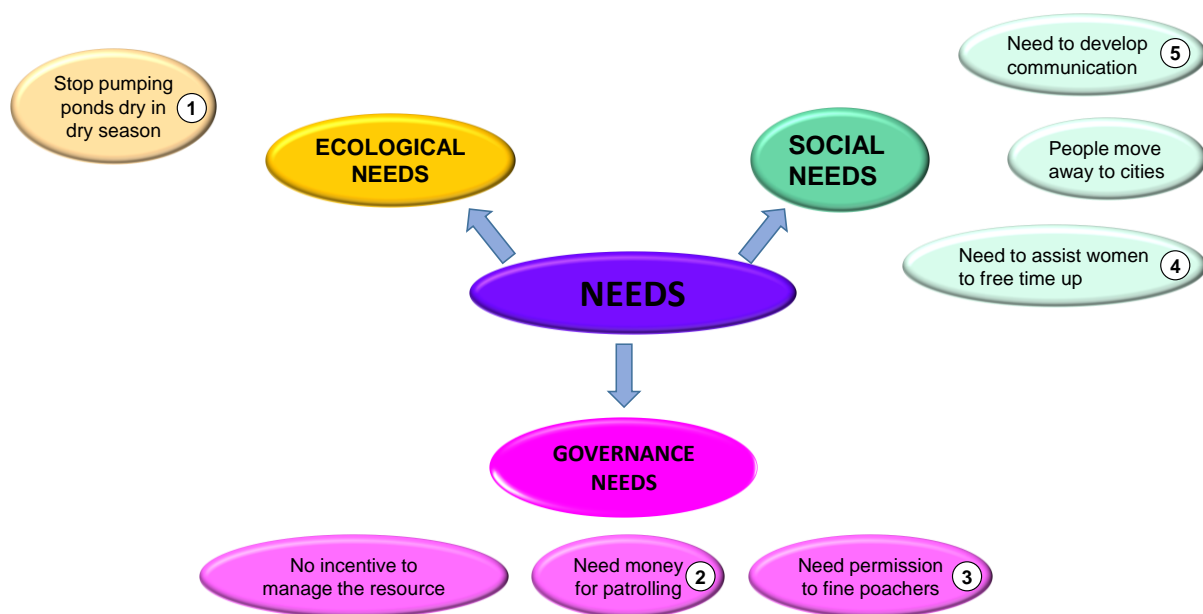 Stop pumping
ponds dry in
dry season
1
ECOLOGICAL
NEEDS
SOCIAL
NEEDS
Need to develop
communication
5
People move
away to cities
Need to assist women
to free time up
4
NEEDS
GOVERNANCE
NEEDS
No incentive to
manage the resource
Need money
for patrolling
2
Need permission
to fine poachers
3